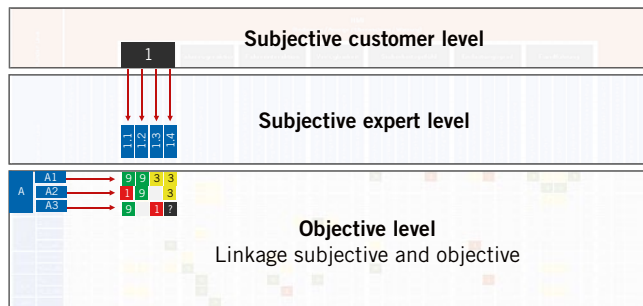 Subjective customer level
1
Subjective expert level
1.1 1.2 1.3 1.4
A A1 9 9 3 3
A2 1 9 3
A3 9 1 ?
Objective level
Linkage subjective and objective